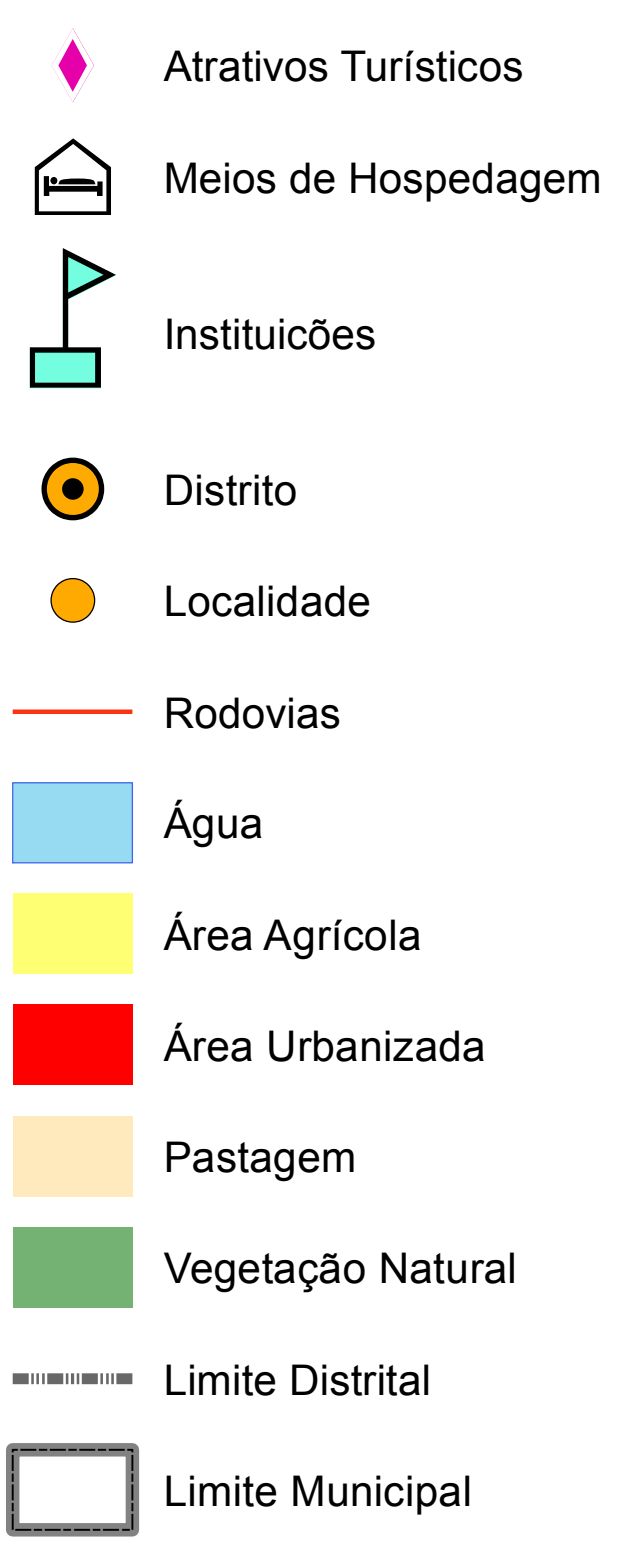 Atrativos Turísticos
Meios de Hospedagem
Instituicões
Distrito
Localidade
Rodovias
Água
Área Agrícola
Área Urbanizada
Pastagem
Vegetação Natural
Limite Distrital
Limite Municipal